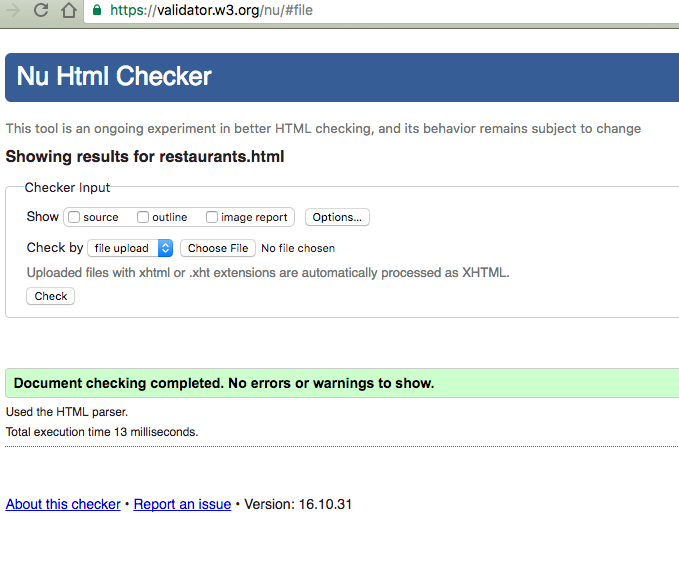 https://validator.w3.org/nu/#file
Nu Html Checker
This tool is an ongoing experiment in better HTML checking, and its behavior remains subject to change
Showing results for restaurants.html
Checker Input
Show source outline image report Options...
Check by file upload Choose File No file chosen
Uploaded files with xhtml or .xht extensions are automatically processed as XHTML.
Check
Document checking completed. No errors or warnings to show.
Used the HTML parser.
Total execution time 13 milliseconds.
About this checker • Report an issue • Version: 16.10.31